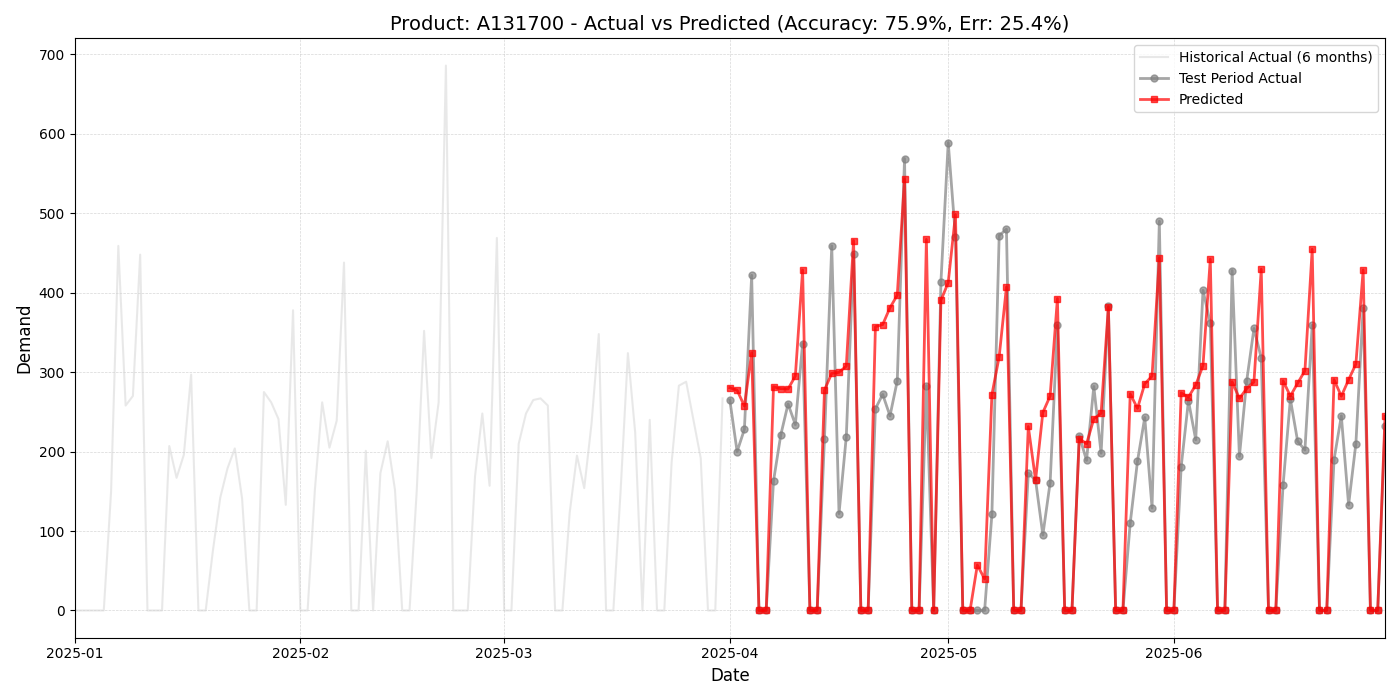 Product: A131700 - Actual vs Predicted (Accuracy: 75.9%, Err: 25.4%)
Historical Actual (6 months)
Test Period Actual
Predicted
Demand
700
600
500
400
300
200
100
0
2025-01
2025-02
2025-03
2025-04
2025-05
2025-06
Date